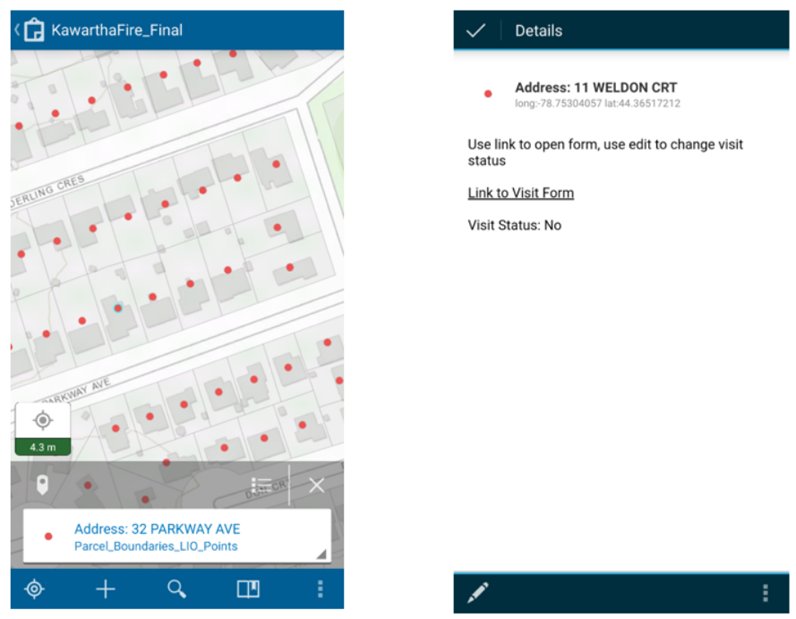 KawarthaFire_Final
DERLING CRES
PARKWAY AVE
4.3 m
Address: 32 PARKWAY AVE
Parcel_Boundaries_LIO_Points
Details
Address: 11 WELDON CRT
long:-78.75304057 lat:44.36517212
Use link to open form, use edit to change visit
status
Link to Visit Form
Visit Status: No